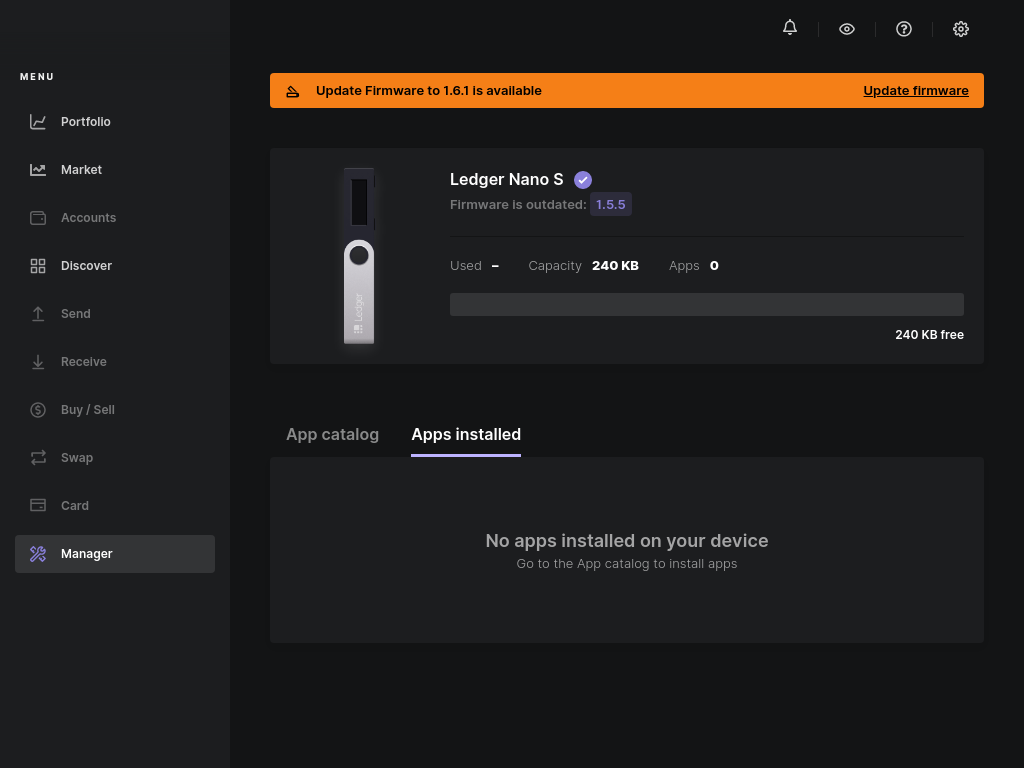 MENU
Portfolio
Market
Accounts
Discover
Send
Receive
Buy / Sell
Swap
Card
Manager
Update Firmware to 1.6.1 is available Update firmware
Ledger
Ledger Nano S
Firmware is outdated: 1.5.5
Used – Capacity 240 KB Apps 0
240 KB free
App catalog Apps installed
No apps installed on your device
Go to the App catalog to install apps